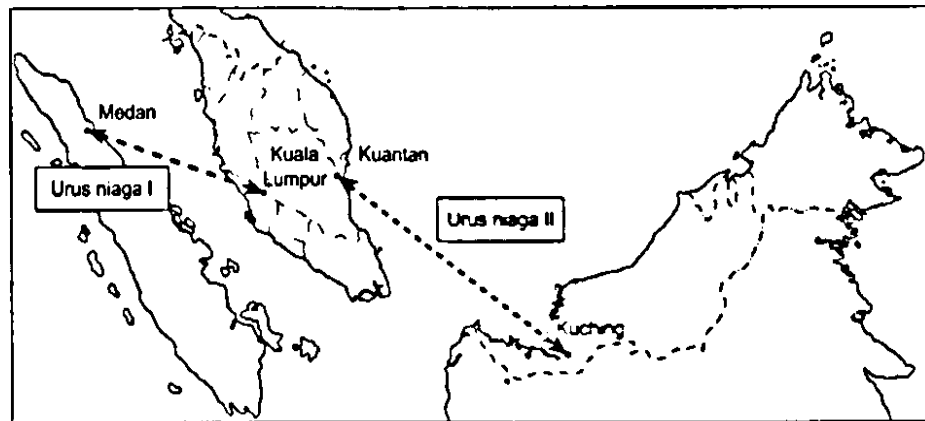 Medan
Kuala
Lumpur
Kuantan
Urus niaga I
Urus niaga II
Kuching